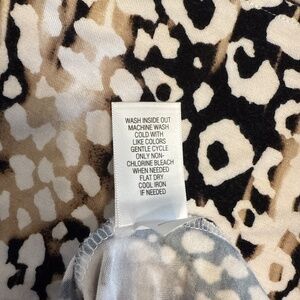 WASH INSIDE OUT
MACHINE WASH
COLD WITH
LIKE COLORS
GENTLE CYCLE
ONLY NON-
CHLORINE BLEACH
WHEN NEEDED
FLAT DRY
COOL IRON
IF NEEDED